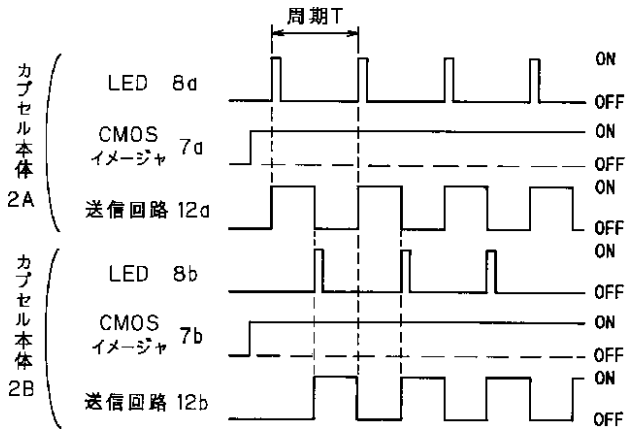 周期T
カプセル本体
2A
LED 8a
ON
OFF
CMOS
イメージャ 7a
ON
OFF
送信回路 12a
ON
OFF
カプセル本体
2B
LED 8b
ON
OFF
CMOS
イメージャ 7b
ON
OFF
送信回路 12b
ON
OFF